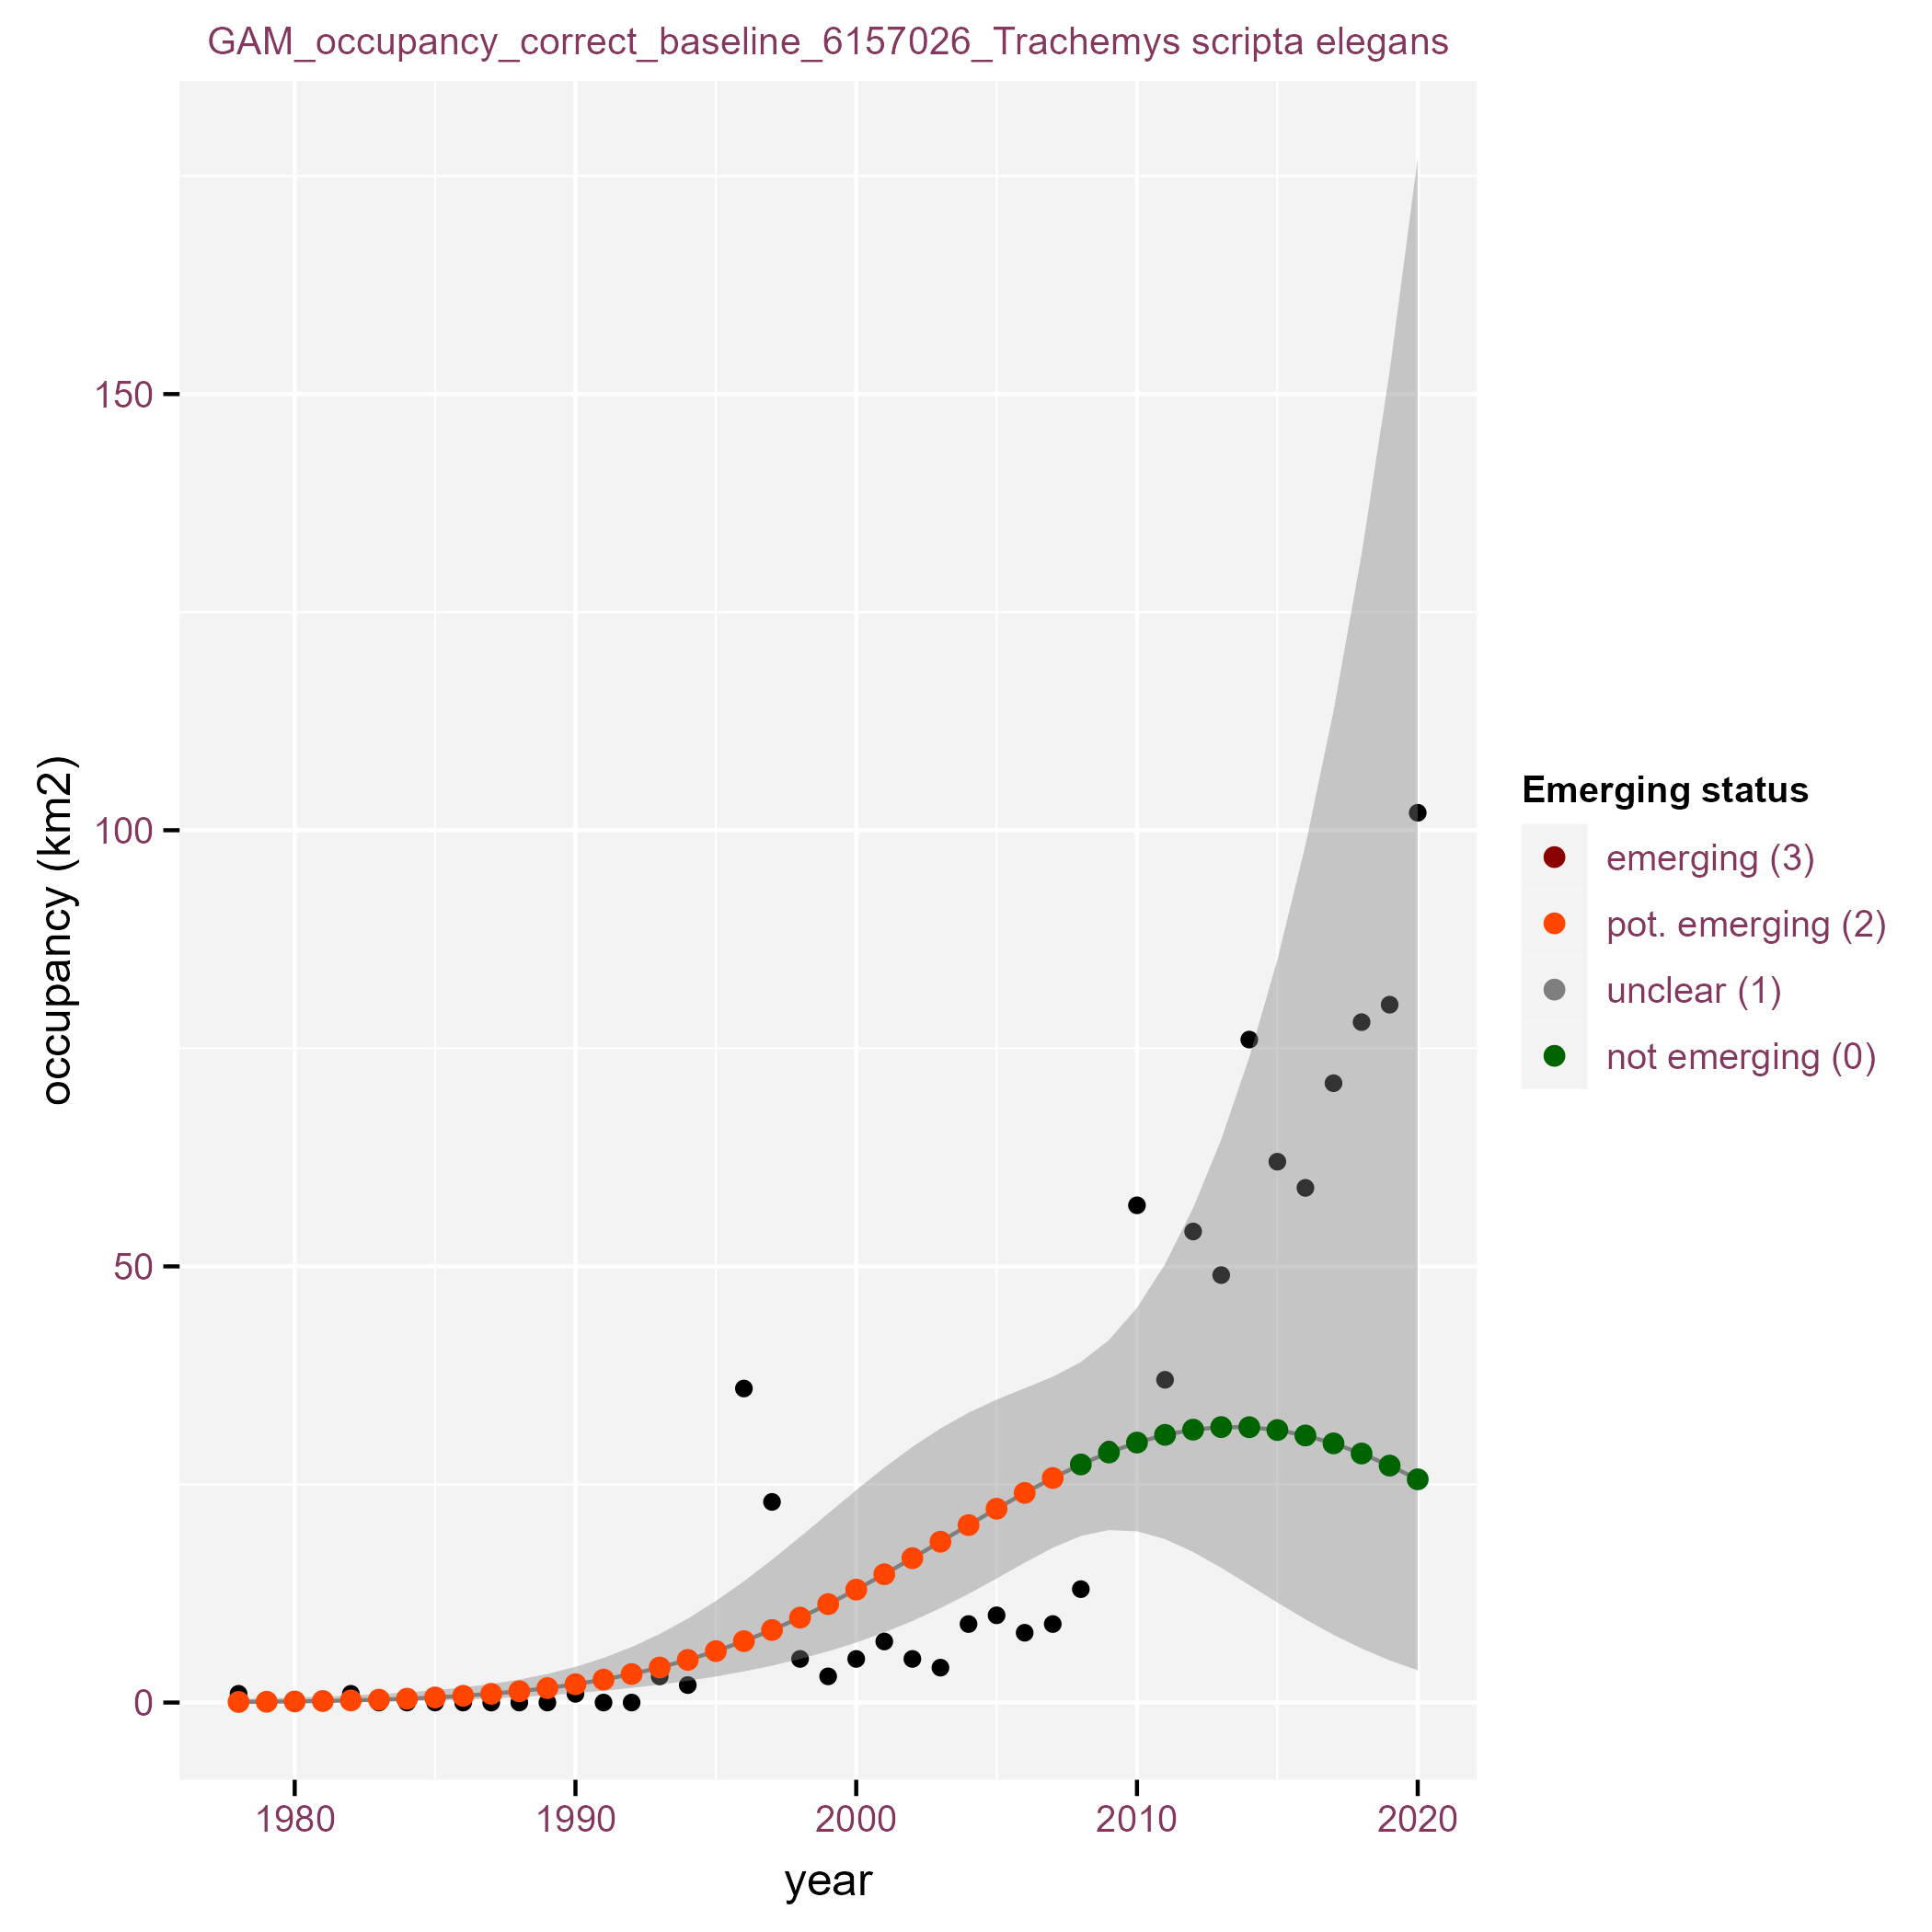 GAM_occupancy_correct_baseline_6157026_Trachemys scripta elegans
occupancy (km2)
150
100
50
0
1980 1990 2000 2010 2020
year
Emerging status
emerging (3)
pot. emerging (2)
unclear (1)
not emerging (0)